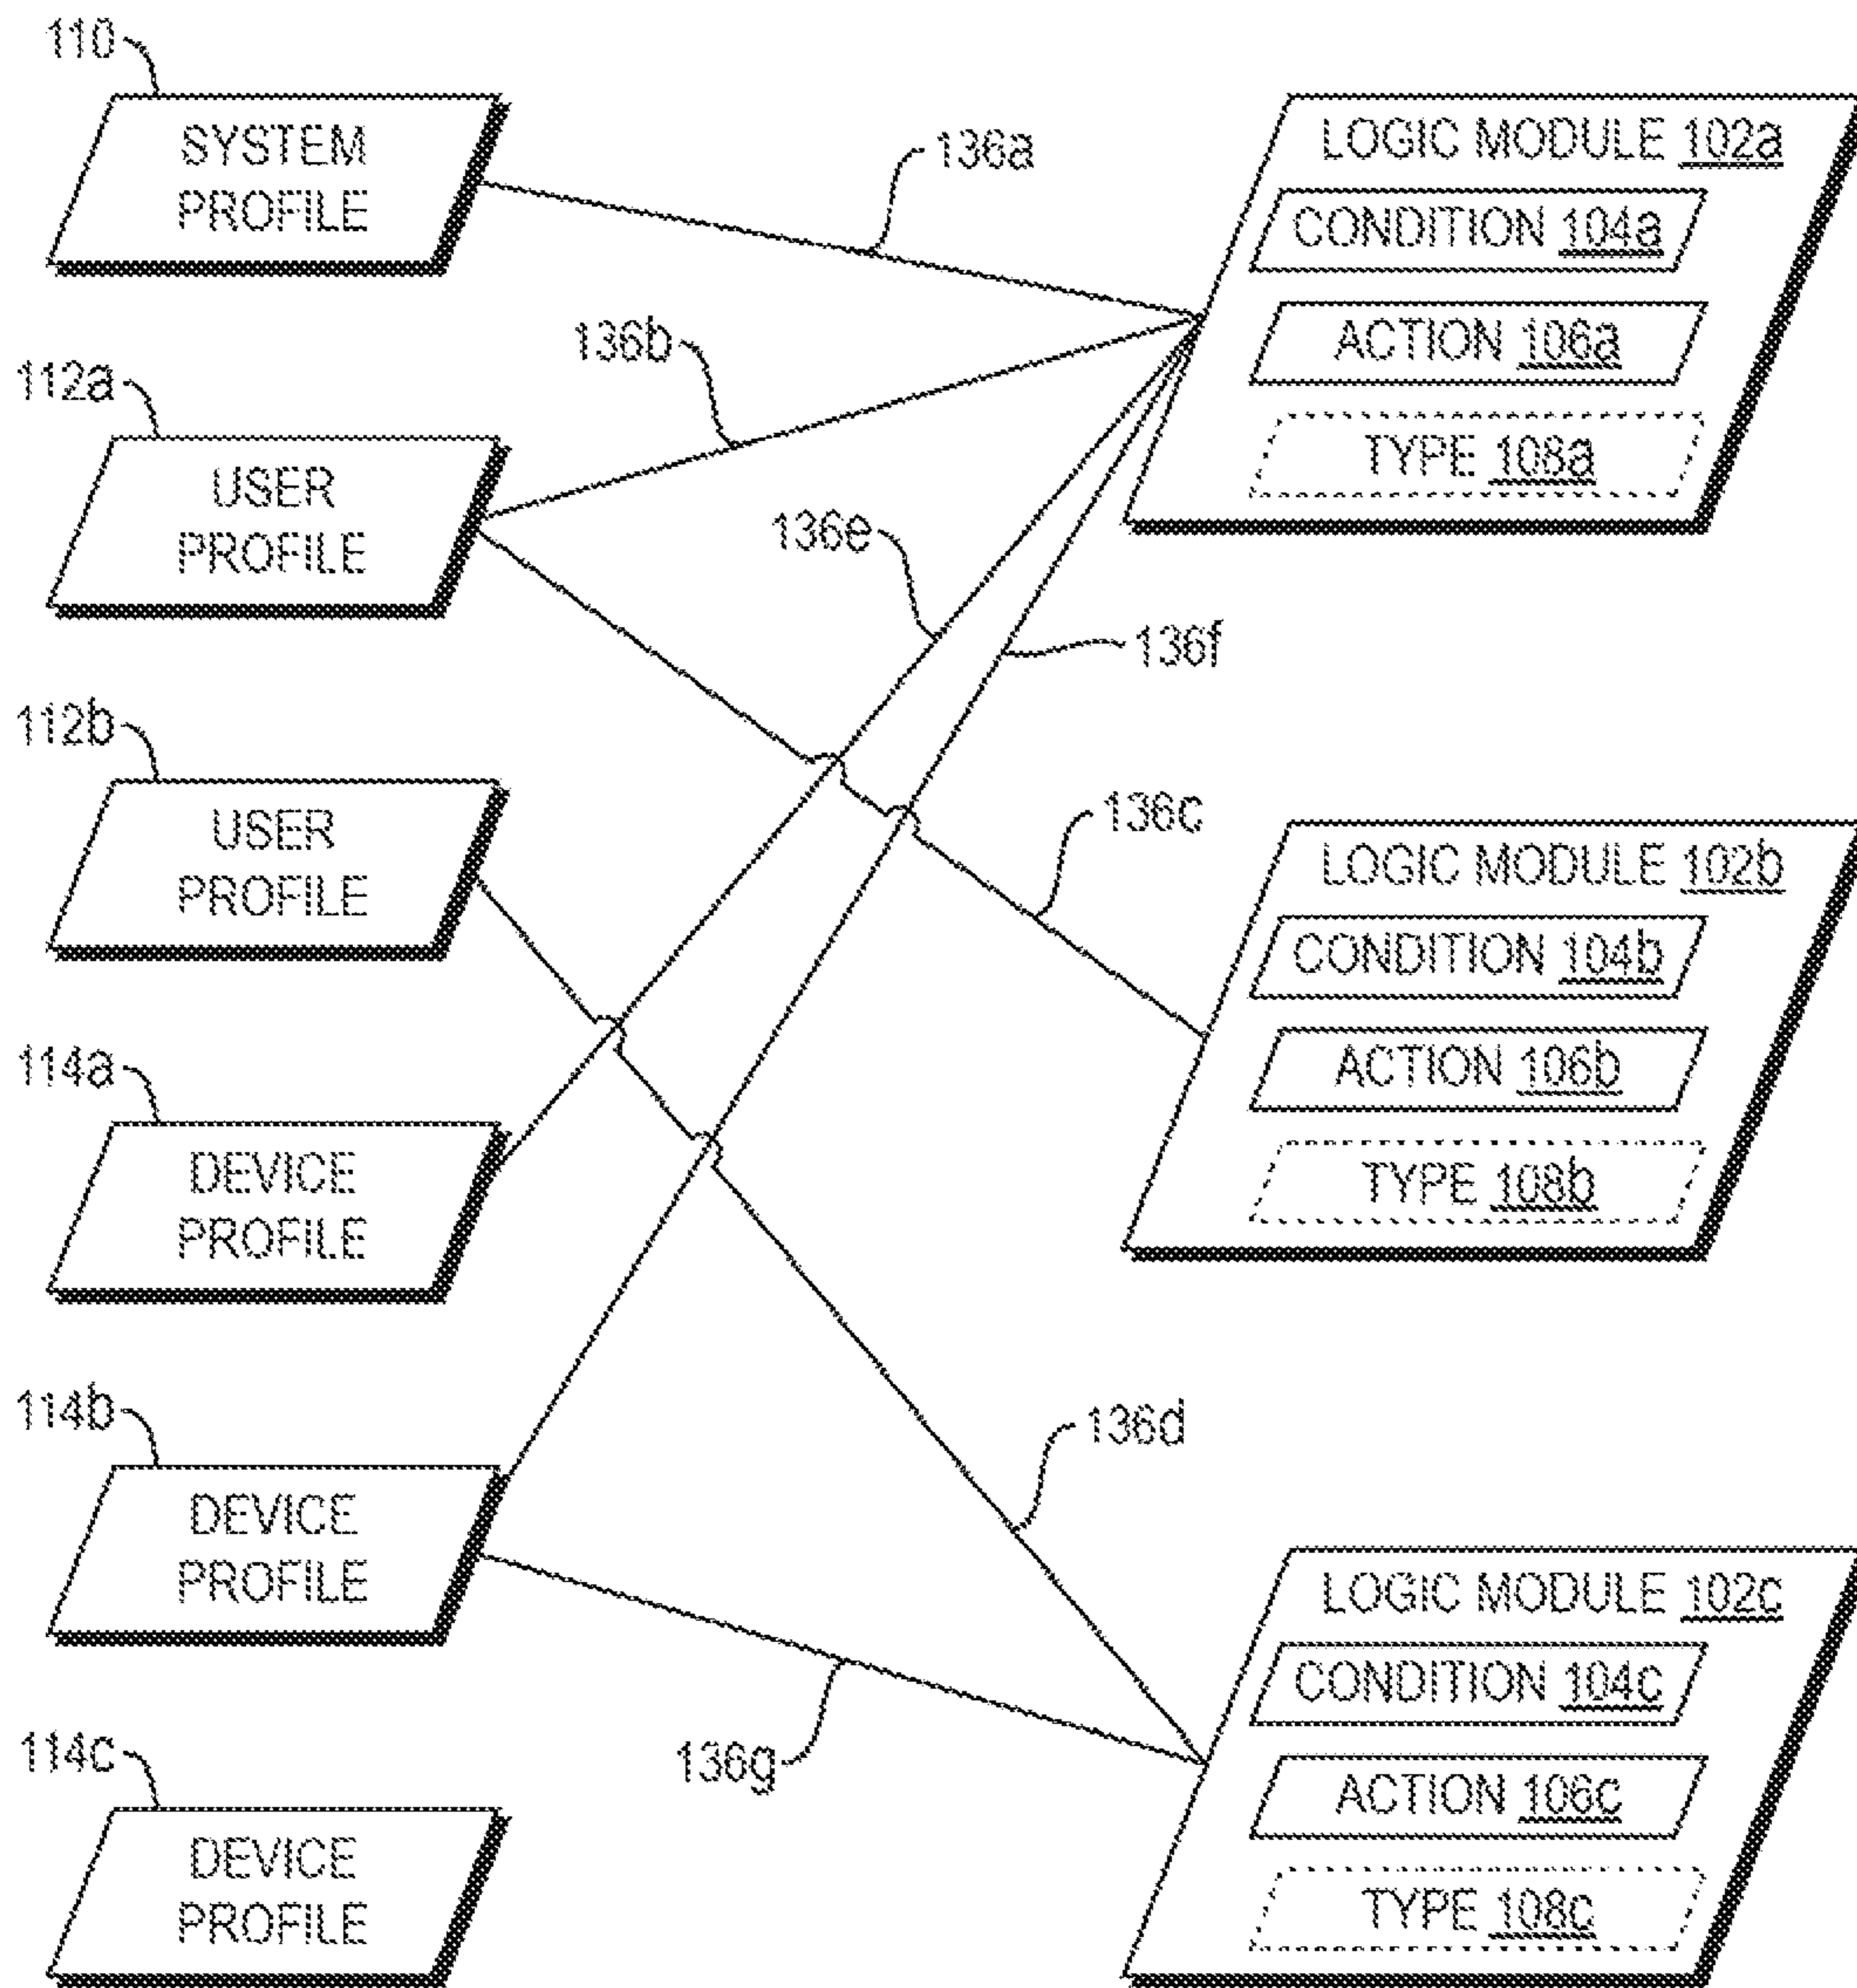 110
SYSTEM
PROFILE
136a
LOGIC MODULE 102a
CONDITION 104a
ACTION 106a
TYPE 108a
112a
USER
PROFILE
136b
136e
136f
112b
USER
PROFILE
136c
LOGIC MODULE 102b
CONDITION 104b
ACTION 106b
TYPE 108b
114a
DEVICE
PROFILE
114b
DEVICE
PROFILE
136d
136g
LOGIC MODULE 102c
CONDITION 104c
ACTION 106c
TYPE 108c
114c
DEVICE
PROFILE